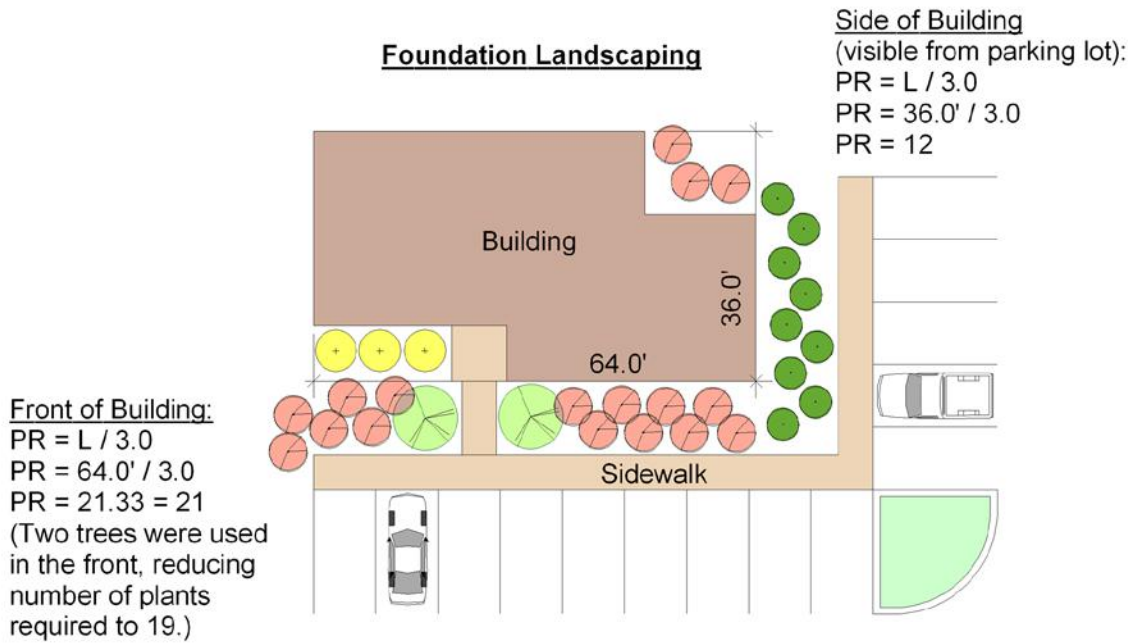 Foundation Landscaping
Side of Building
(visible from parking lot):
PR = L / 3.0
PR = 36.0' / 3.0
PR = 12
Building
36.0'
64.0'
Front of Building:
PR = L / 3.0
PR = 64.0' / 3.0
PR = 21.33 = 21
(Two trees were used
in the front, reducing
number of plants
required to 19.)
Sidewalk